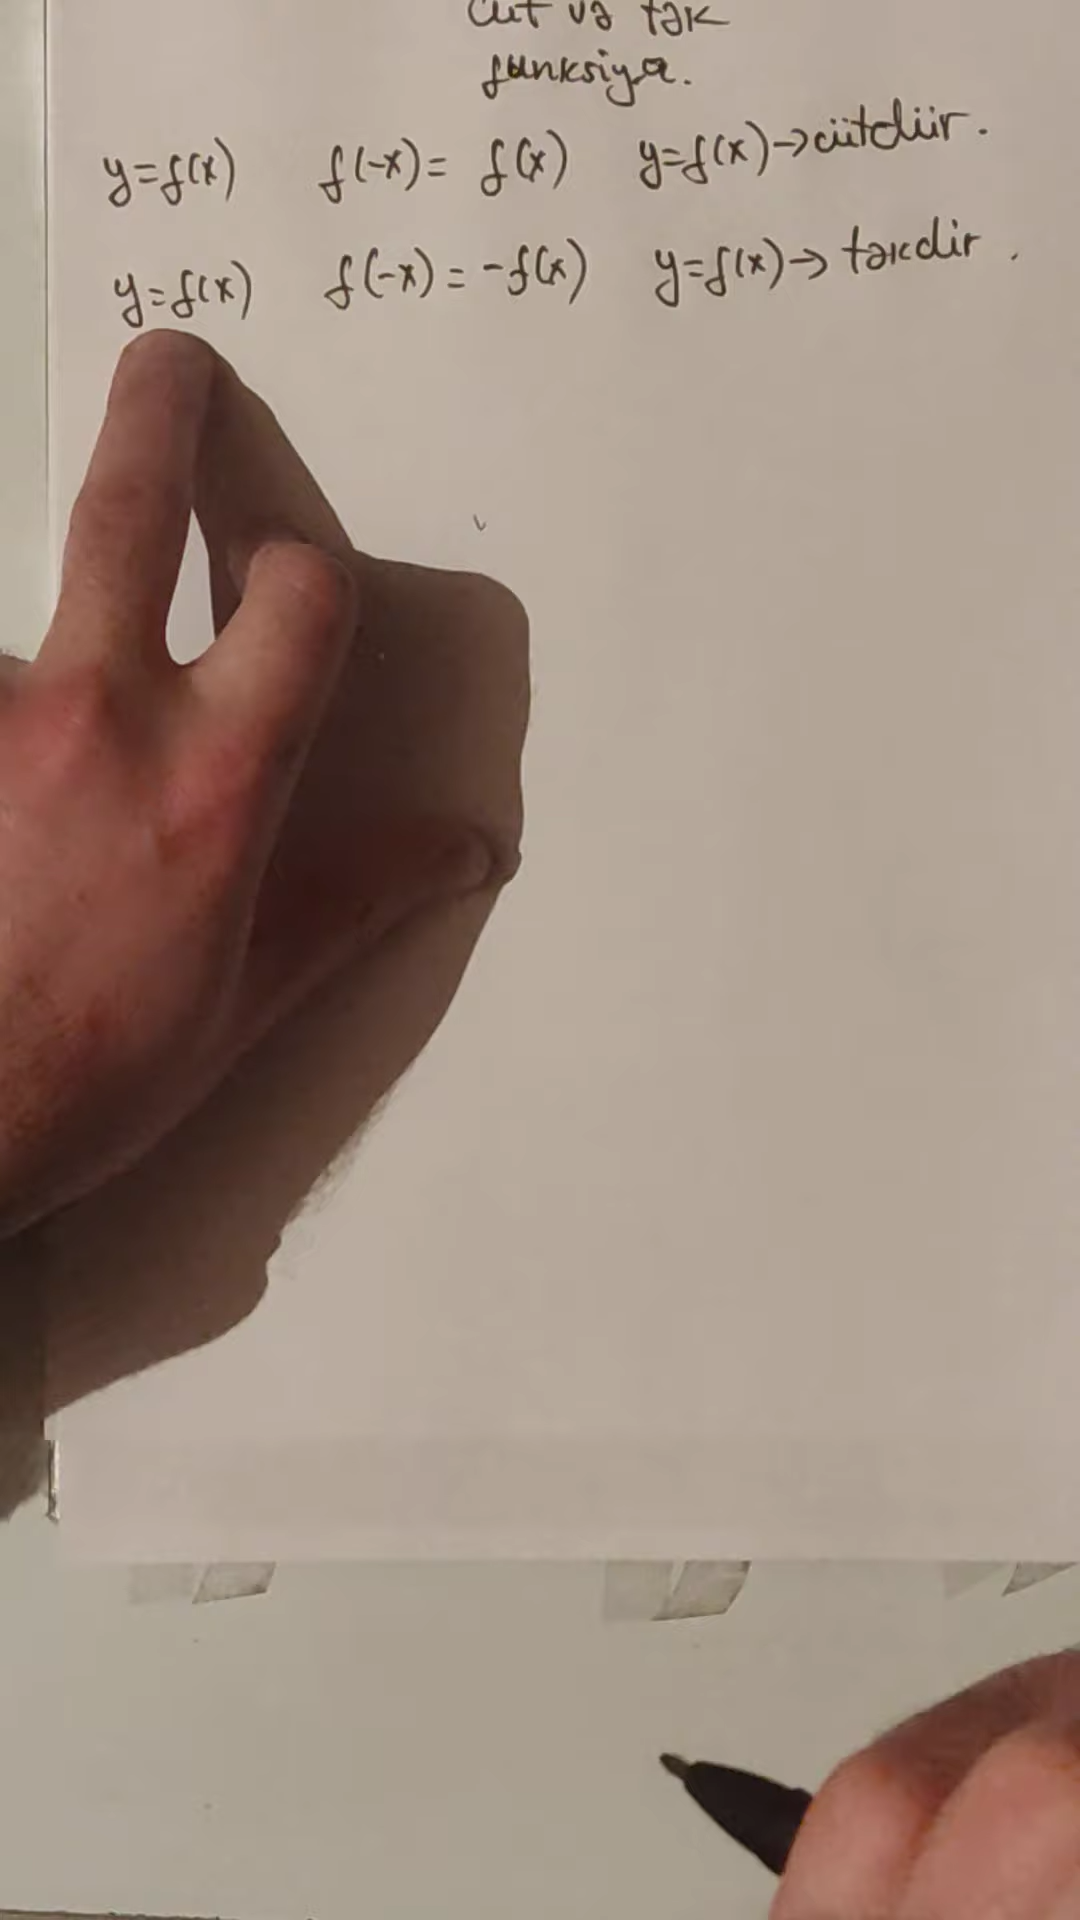 Cüt və tək
funksiya.
y=f(x) f(-x)= f(x) y=f(x)→cütdür.
y=f(x) f(-x)=-f(x) y=f(x)→ təkdir.